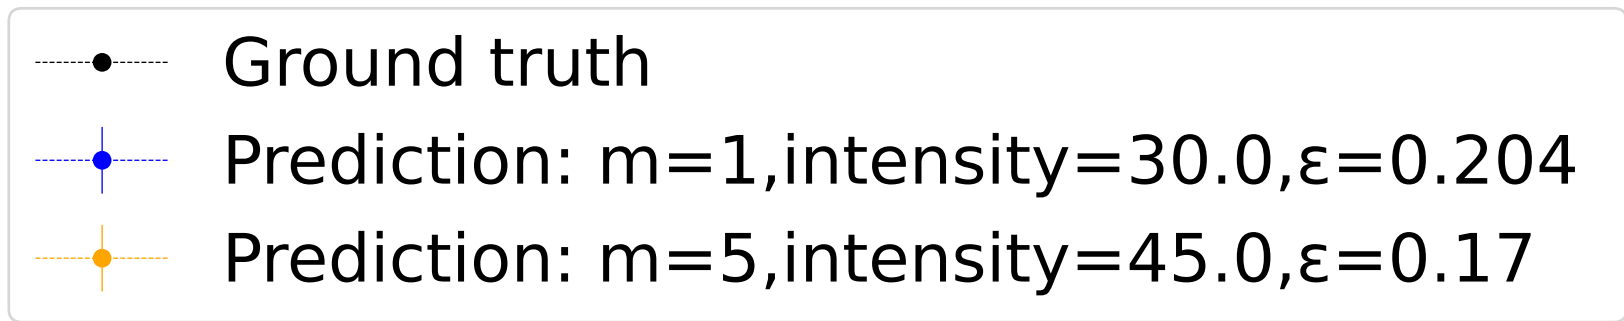 Ground truth
Prediction: m=1,intensity=30.0,ε=0.204
Prediction: m=5,intensity=45.0,ε=0.17